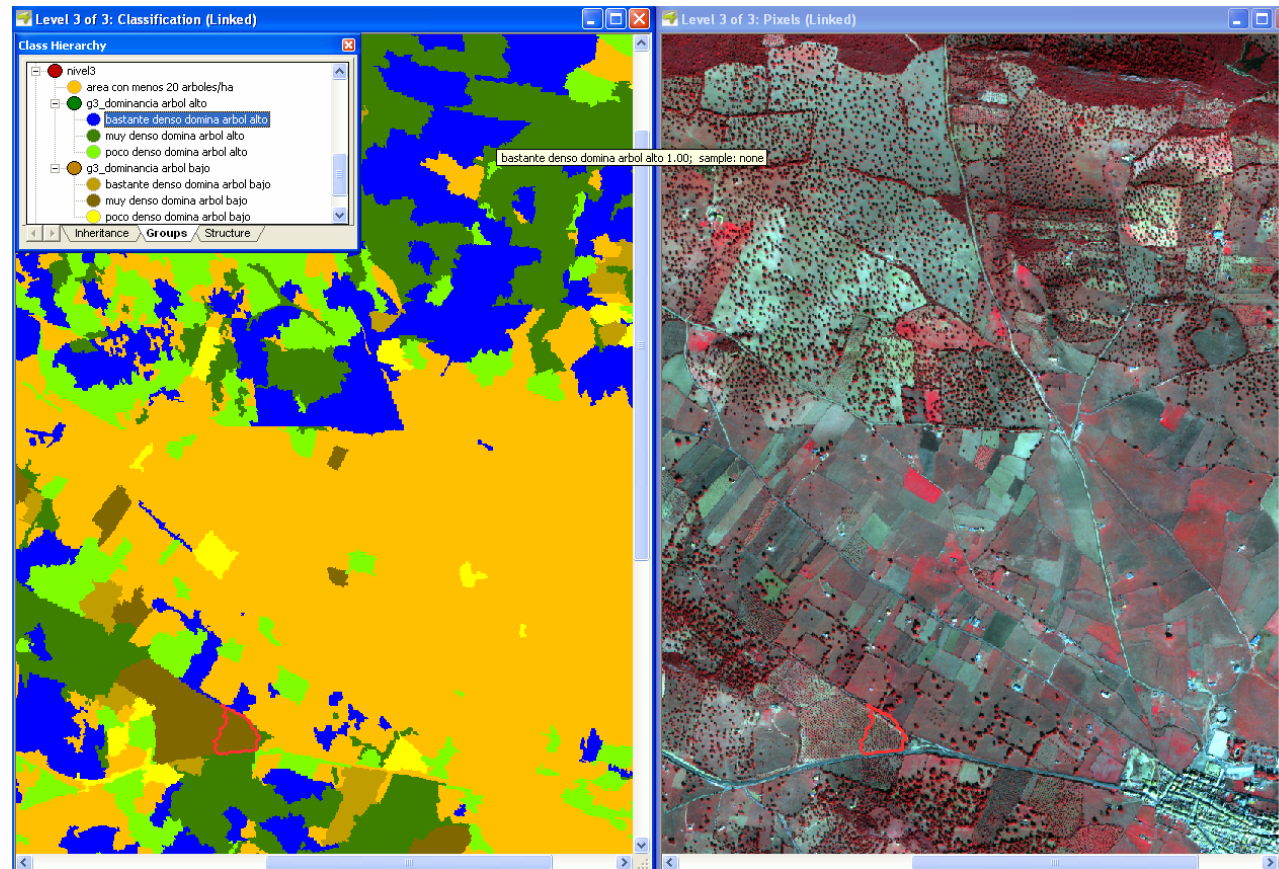 Level 3 of 3: Classification (Linked)
Level 3 of 3: Pixels (Linked)
Class Hierarchy
nivel3
area con menos 20 arboles/ha
g3_dominancia arbol alto
bastante denso domina arbol alto
muy denso domina arbol alto
poco denso domina arbol alto
g3_dominancia arbol bajo
bastante denso domina arbol bajo
muy denso domina arbol bajo
poco denso domina arbol bajo
Inheritance Groups Structure
bastante denso domina arbol alto 1.00; sample: none